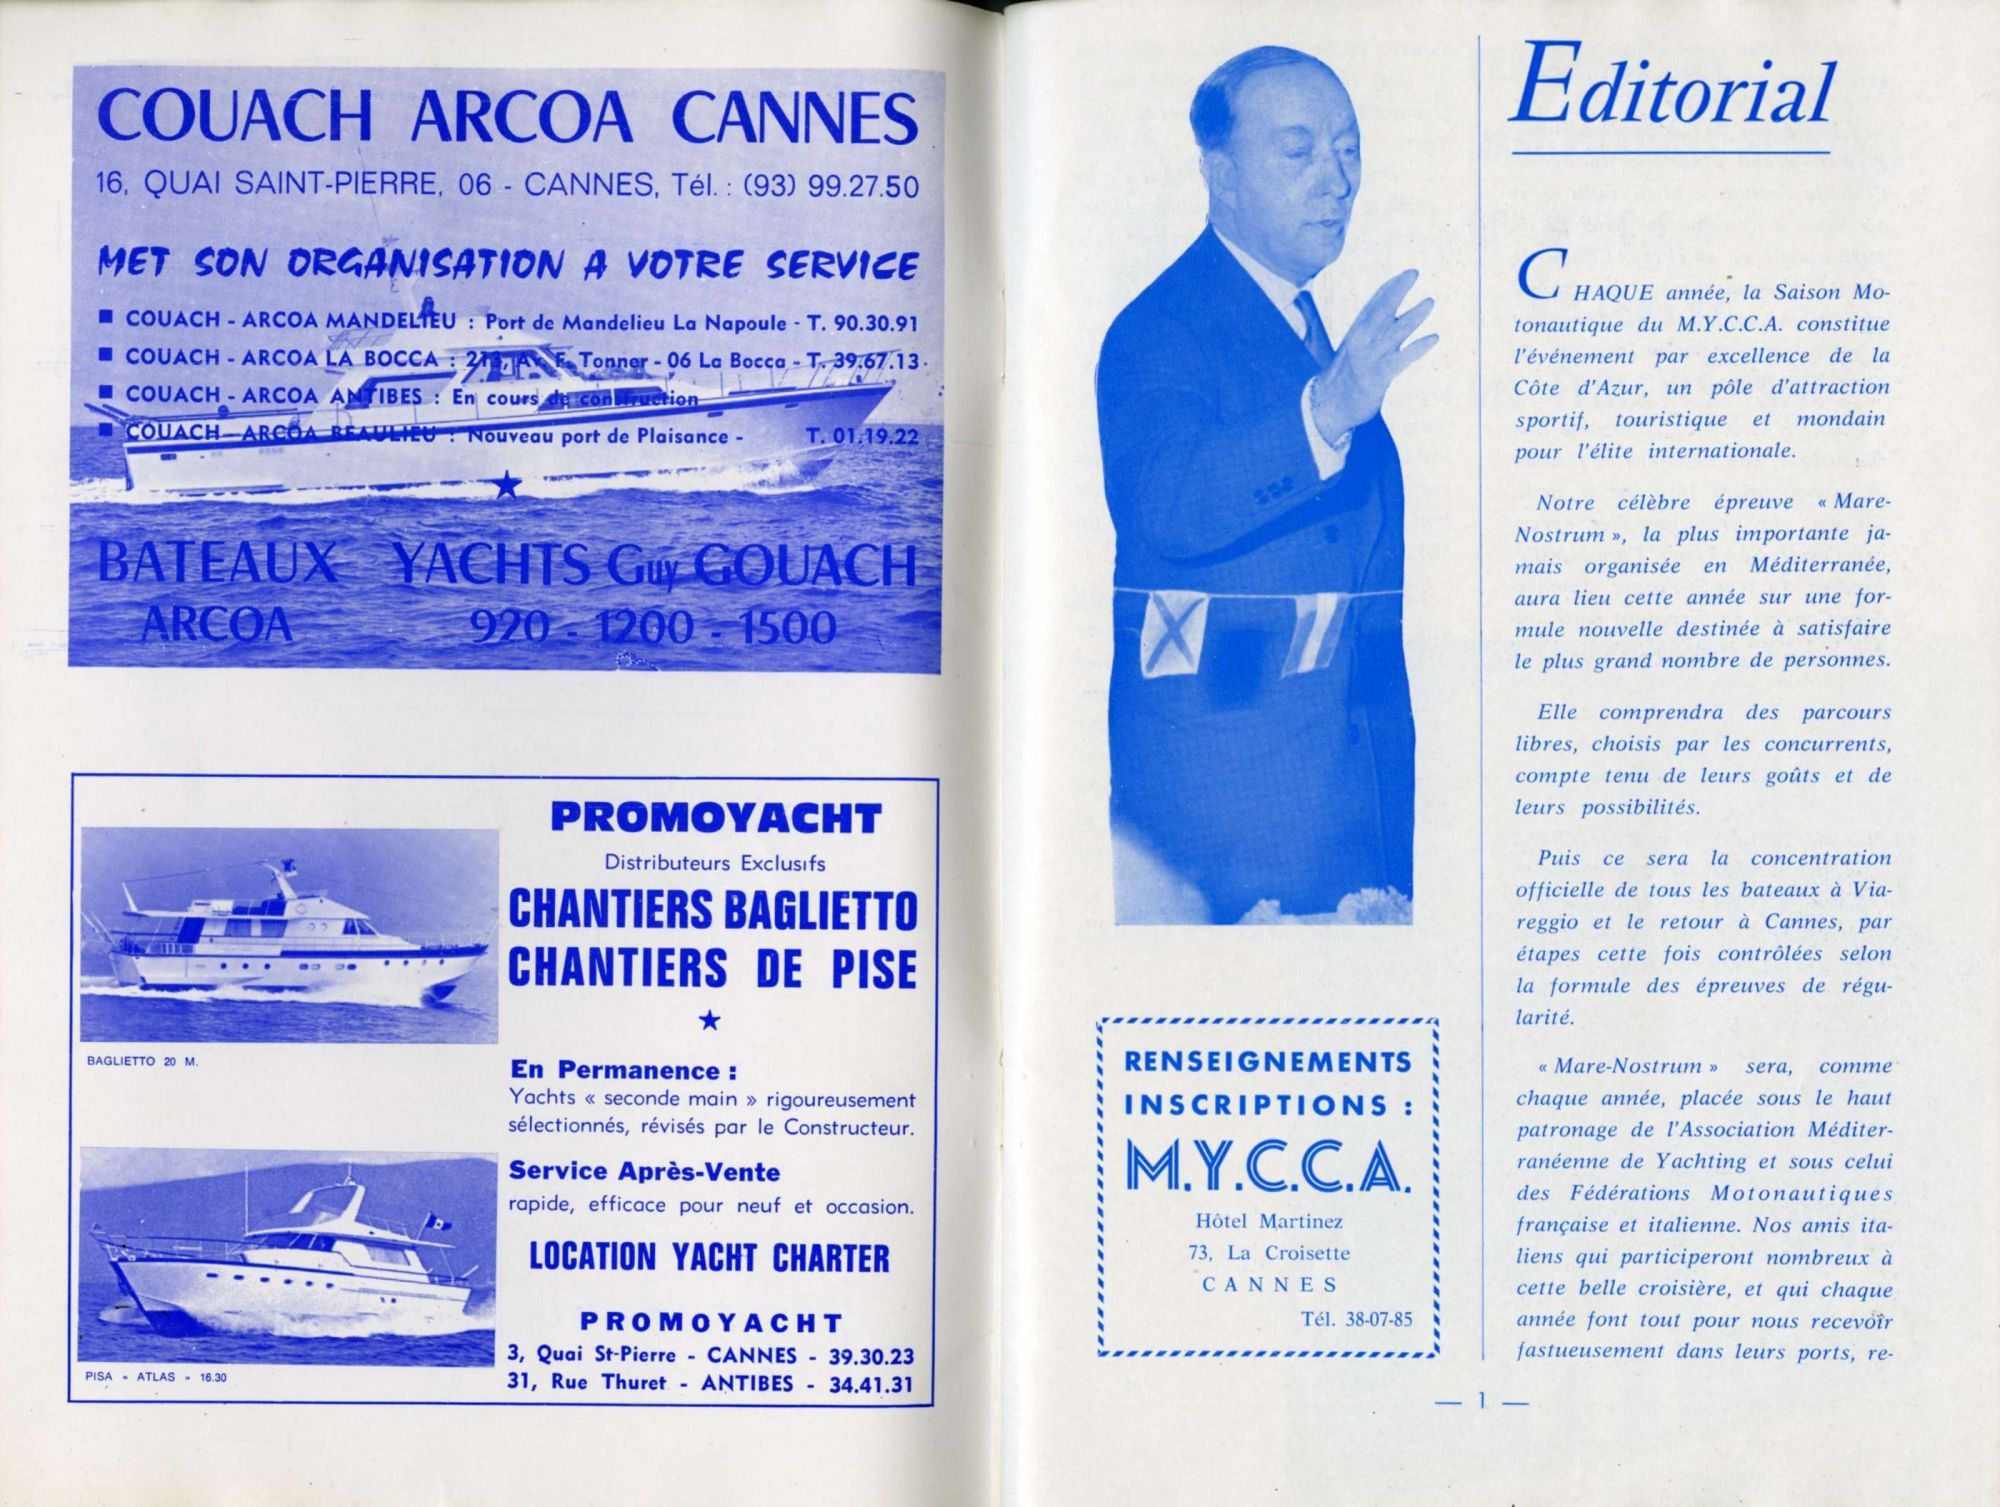 COUACH ARCOA CANNES
16, QUAI SAINT-PIERRE, 06 - CANNES, Tél. : (93) 99.27.50
MET SON ORGANISATION A VOTRE SERVICE
■ COUACH - ARCOA MANDELIEU : Port de Mandelieu La Napoule - T. 90.30.91
■ COUACH - ARCOA LA BOCCA : 213, Av. F. Tonner - 06 La Bocca - T. 39.67.13
■ COUACH - ARCOA ANTIBES : En cours de construction
■ COUACH - ARCOA BEAULIEU : Nouveau port de Plaisance - T. 01.19.22
BATEAUX YACHTS Guy GOUACH
ARCOA 920 - 1200 - 1500
PROMOYACHT
Distributeurs Exclusifs
CHANTIERS BAGLIETTO
CHANTIERS DE PISE
BAGLIETTO 20 M.
En Permanence :
Yachts « seconde main » rigoureusement
sélectionnés, révisés par le Constructeur.
Service Après-Vente
rapide, efficace pour neuf et occasion.
LOCATION YACHT CHARTER
PROMOYACHT
3, Quai St-Pierre - CANNES - 39.30.23
31, Rue Thuret - ANTIBES - 34.41.31
PISA « ATLAS » 16.30
RENSEIGNEMENTS
INSCRIPTIONS :
M.Y.C.C.A.
Hôtel Martinez
73, La Croisette
CANNES
Tél. 38-07-85
Editorial
CHAQUE année, la Saison Mo-
tonautique du M.Y.C.C.A. constitue
l'événement par excellence de la
Côte d'Azur, un pôle d'attraction
sportif, touristique et mondain
pour l'élite internationale.
Notre célèbre épreuve « Mare-
Nostrum », la plus importante ja-
mais organisée en Méditerranée,
aura lieu cette année sur une for-
mule nouvelle destinée à satisfaire
le plus grand nombre de personnes.
Elle comprendra des parcours
libres, choisis par les concurrents,
compte tenu de leurs goûts et de
leurs possibilités.
Puis ce sera la concentration
officielle de tous les bateaux à Via-
reggio et le retour à Cannes, par
étapes cette fois contrôlées selon
la formule des épreuves de régu-
larité.
« Mare-Nostrum » sera, comme
chaque année, placée sous le haut
patronage de l'Association Méditer-
ranéenne de Yachting et sous celui
des Fédérations Motonautiques
française et italienne. Nos amis ita-
liens qui participeront nombreux à
cette belle croisière, et qui chaque
année font tout pour nous recevoir
fastueusement dans leurs ports, re-
— 1 —